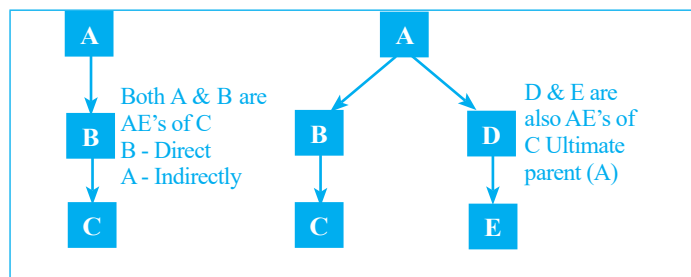 A
Both A & B are
AE's of C
B - Direct
A - Indirectly
B
C
A
B
C
D & E are
also AE's of
C Ultimate
parent (A)
D
E